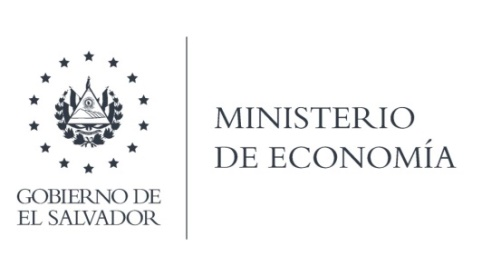 GOBIERNO DE
EL SALVADOR
MINISTERIO
DE ECONOMÍA